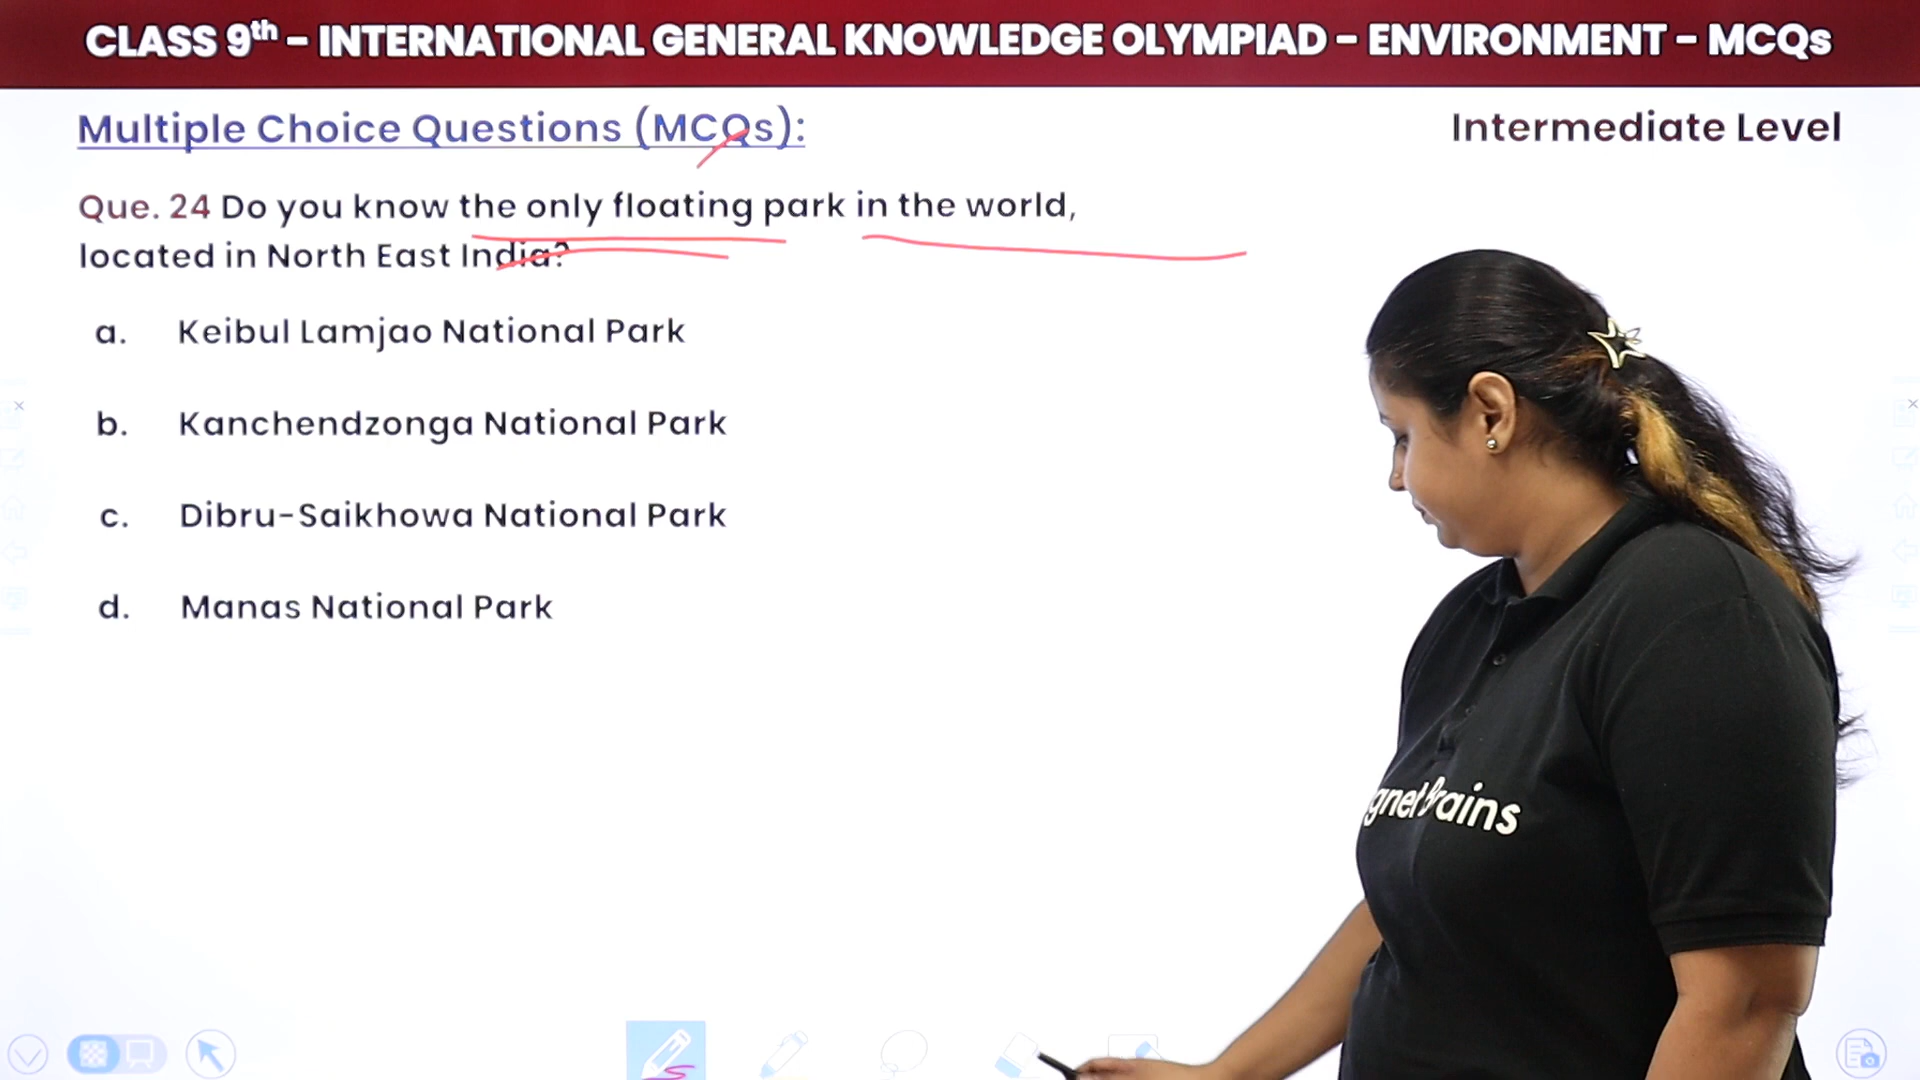 CLASS 9th - INTERNATIONAL GENERAL KNOWLEDGE OLYMPIAD - ENVIRONMENT - MCQs
Multiple Choice Questions (MCQs):
Intermediate Level
Que. 24 Do you know the only floating park in the world,
located in North East India?
a. Keibul Lamjao National Park
b. Kanchendzonga National Park
c. Dibru-Saikhowa National Park
d. Manas National Park
gnet Brains